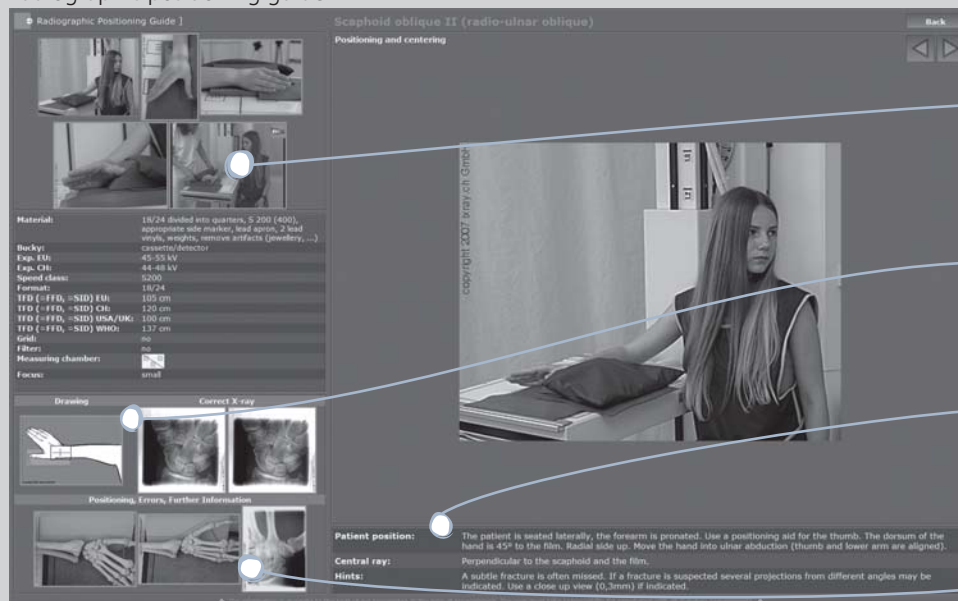 Radiographic Positioning Guide ]
Scaphoid oblique II (radio-ulnar oblique)
Back
Positioning and centering
copyright 2007 ixray.ch GmbH
Material: 18/24 divided into quarters, S 200 (400),
appropriate side marker, lead apron, 2 lead
vinyls, weights, remove artifacts (jewellery, ...)
Bucky: cassette/detector
Exp. EU: 45-55 kV
Exp. CH: 44-48 kV
Speed class: S200
Format: 18/24
TFD (=FFD, =SID) EU: 105 cm
TFD (=FFD, =SID) CH: 120 cm
TFD (=FFD, =SID) USA/UK: 100 cm
TFD (=FFD, =SID) WHO: 137 cm
Grid: no
Filter: no
Measuring chamber:
Focus: small
Drawing
Correct X-ray
Positioning, Errors, Further Information
Patient position: The patient is seated laterally, the forearm is pronated. Use a positioning aid for the thumb. The dorsum of the
hand is 45º to the film. Radial side up. Move the hand into ulnar abduction (thumb and lower arm are aligned).
Central ray: Perpendicular to the scaphoid and the film.
Hints: A subtle fracture is often missed. If a fracture is suspected several projections from different angles may be
indicated. Use a close up view (0,3mm) if indicated.